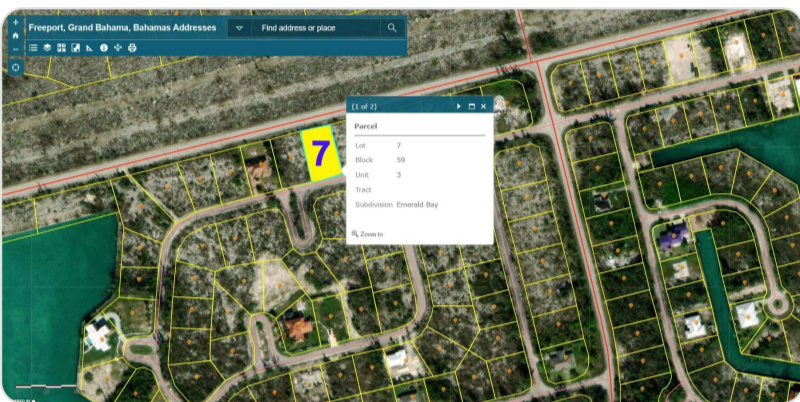 Freeport, Grand Bahama, Bahamas Addresses
Find address or place
(1 of 2)
Parcel
Lot 7
Block 59
Unit 3
Tract
Subdivision Emerald Bay
Zoom to
7